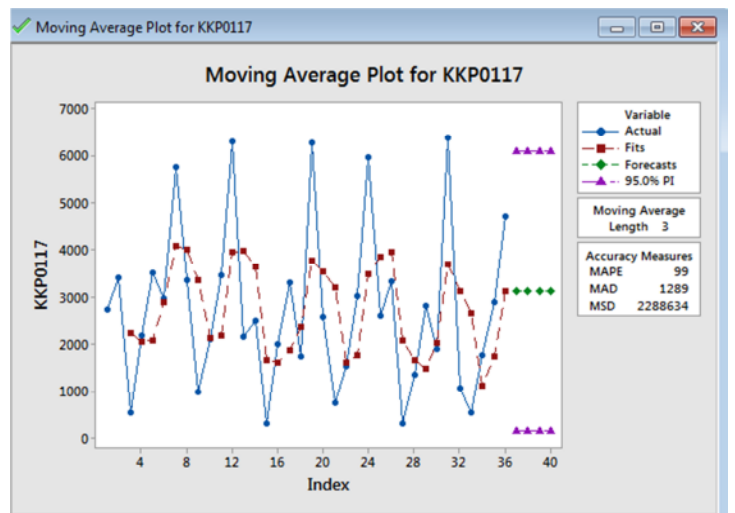 Moving Average Plot for KKP0117
Moving Average Plot for KKP0117
7000
6000
5000
4000
3000
2000
1000
0
KKP0117
4 8 12 16 20 24 28 32 36 40
Index
Variable
Actual
Fits
Forecasts
95.0% PI
Moving Average
Length 3
Accuracy Measures
MAPE 99
MAD 1289
MSD 2288634